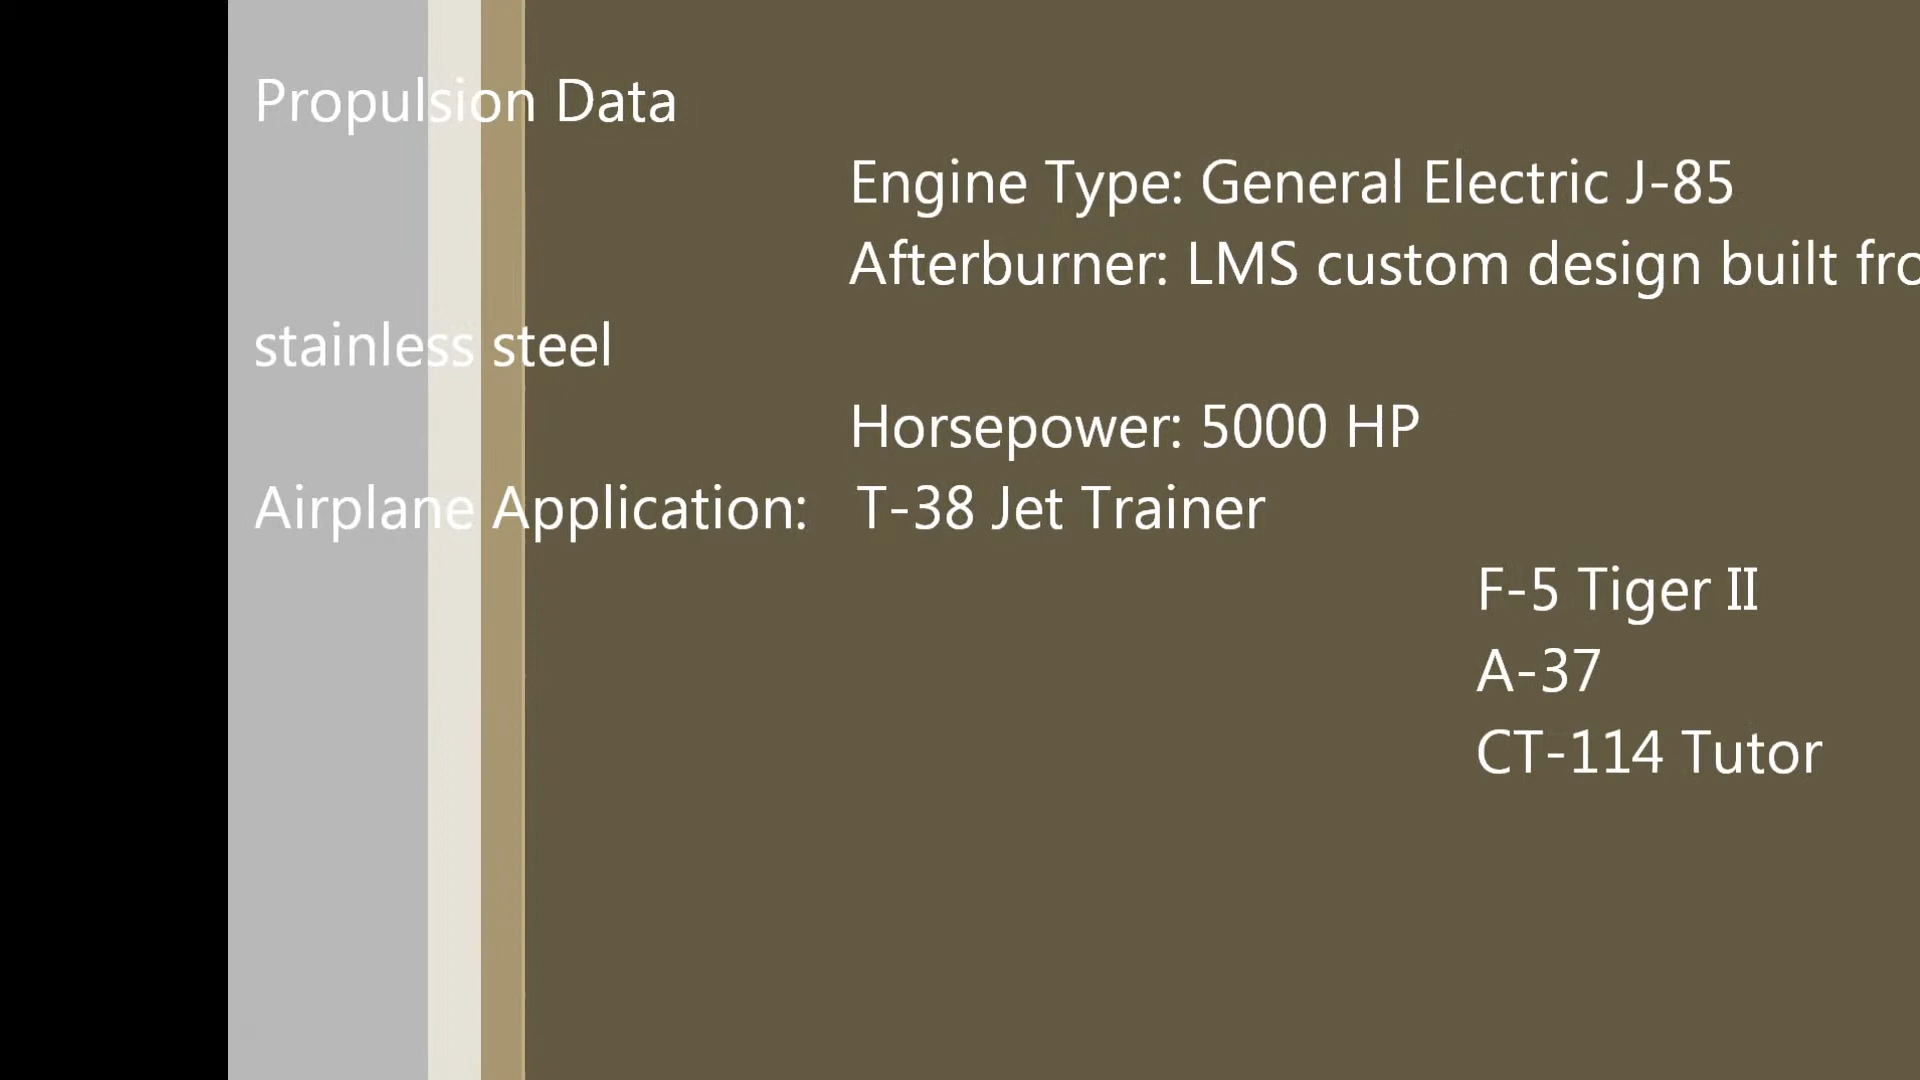 Propulsion Data
Engine Type: General Electric J-85
Afterburner: LMS custom design built
stainless steel
Horsepower: 5000 HP
Airplane Application: T-38 Jet Trainer
F-5 Tiger II
A-37
CT-114 Tutor